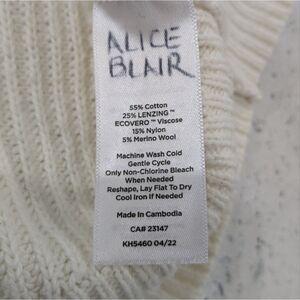 ALICE
BLAIR
55% Cotton
25% LENZING™
ECOVERO™ Viscose
15% Nylon
5% Merino Wool
Machine Wash Cold
Gentle Cycle
Only Non-Chlorine Bleach
When Needed
Reshape, Lay Flat To Dry
Cool Iron If Needed
Made In Cambodia
CA# 23147
KH5460 04/22